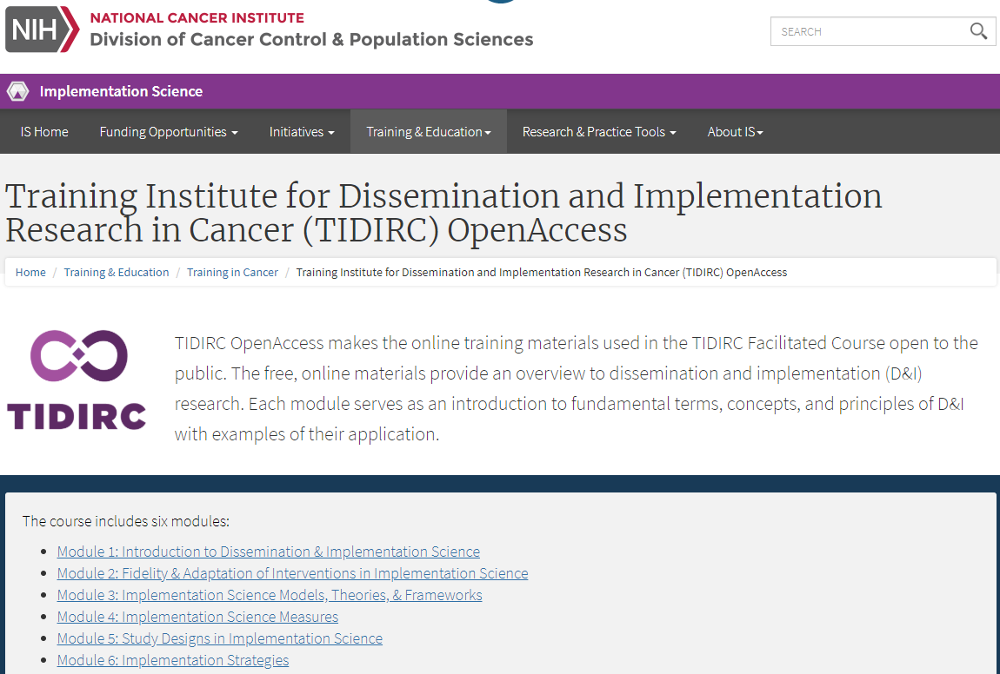 NIH
NATIONAL CANCER INSTITUTE
Division of Cancer Control & Population Sciences
SEARCH
Implementation Science
IS Home Funding Opportunities Initiatives Training & Education Research & Practice Tools About IS
Training Institute for Dissemination and Implementation
Research in Cancer (TIDIRC) OpenAccess
Home / Training & Education / Training in Cancer / Training Institute for Dissemination and Implementation Research in Cancer (TIDIRC) OpenAccess
TIDIRC
TIDIRC OpenAccess makes the online training materials used in the TIDIRC Facilitated Course open to the
public. The free, online materials provide an overview to dissemination and implementation (D&I)
research. Each module serves as an introduction to fundamental terms, concepts, and principles of D&I
with examples of their application.
The course includes six modules:
• Module 1: Introduction to Dissemination & Implementation Science
• Module 2: Fidelity & Adaptation of Interventions in Implementation Science
• Module 3: Implementation Science Models, Theories, & Frameworks
• Module 4: Implementation Science Measures
• Module 5: Study Designs in Implementation Science
• Module 6: Implementation Strategies